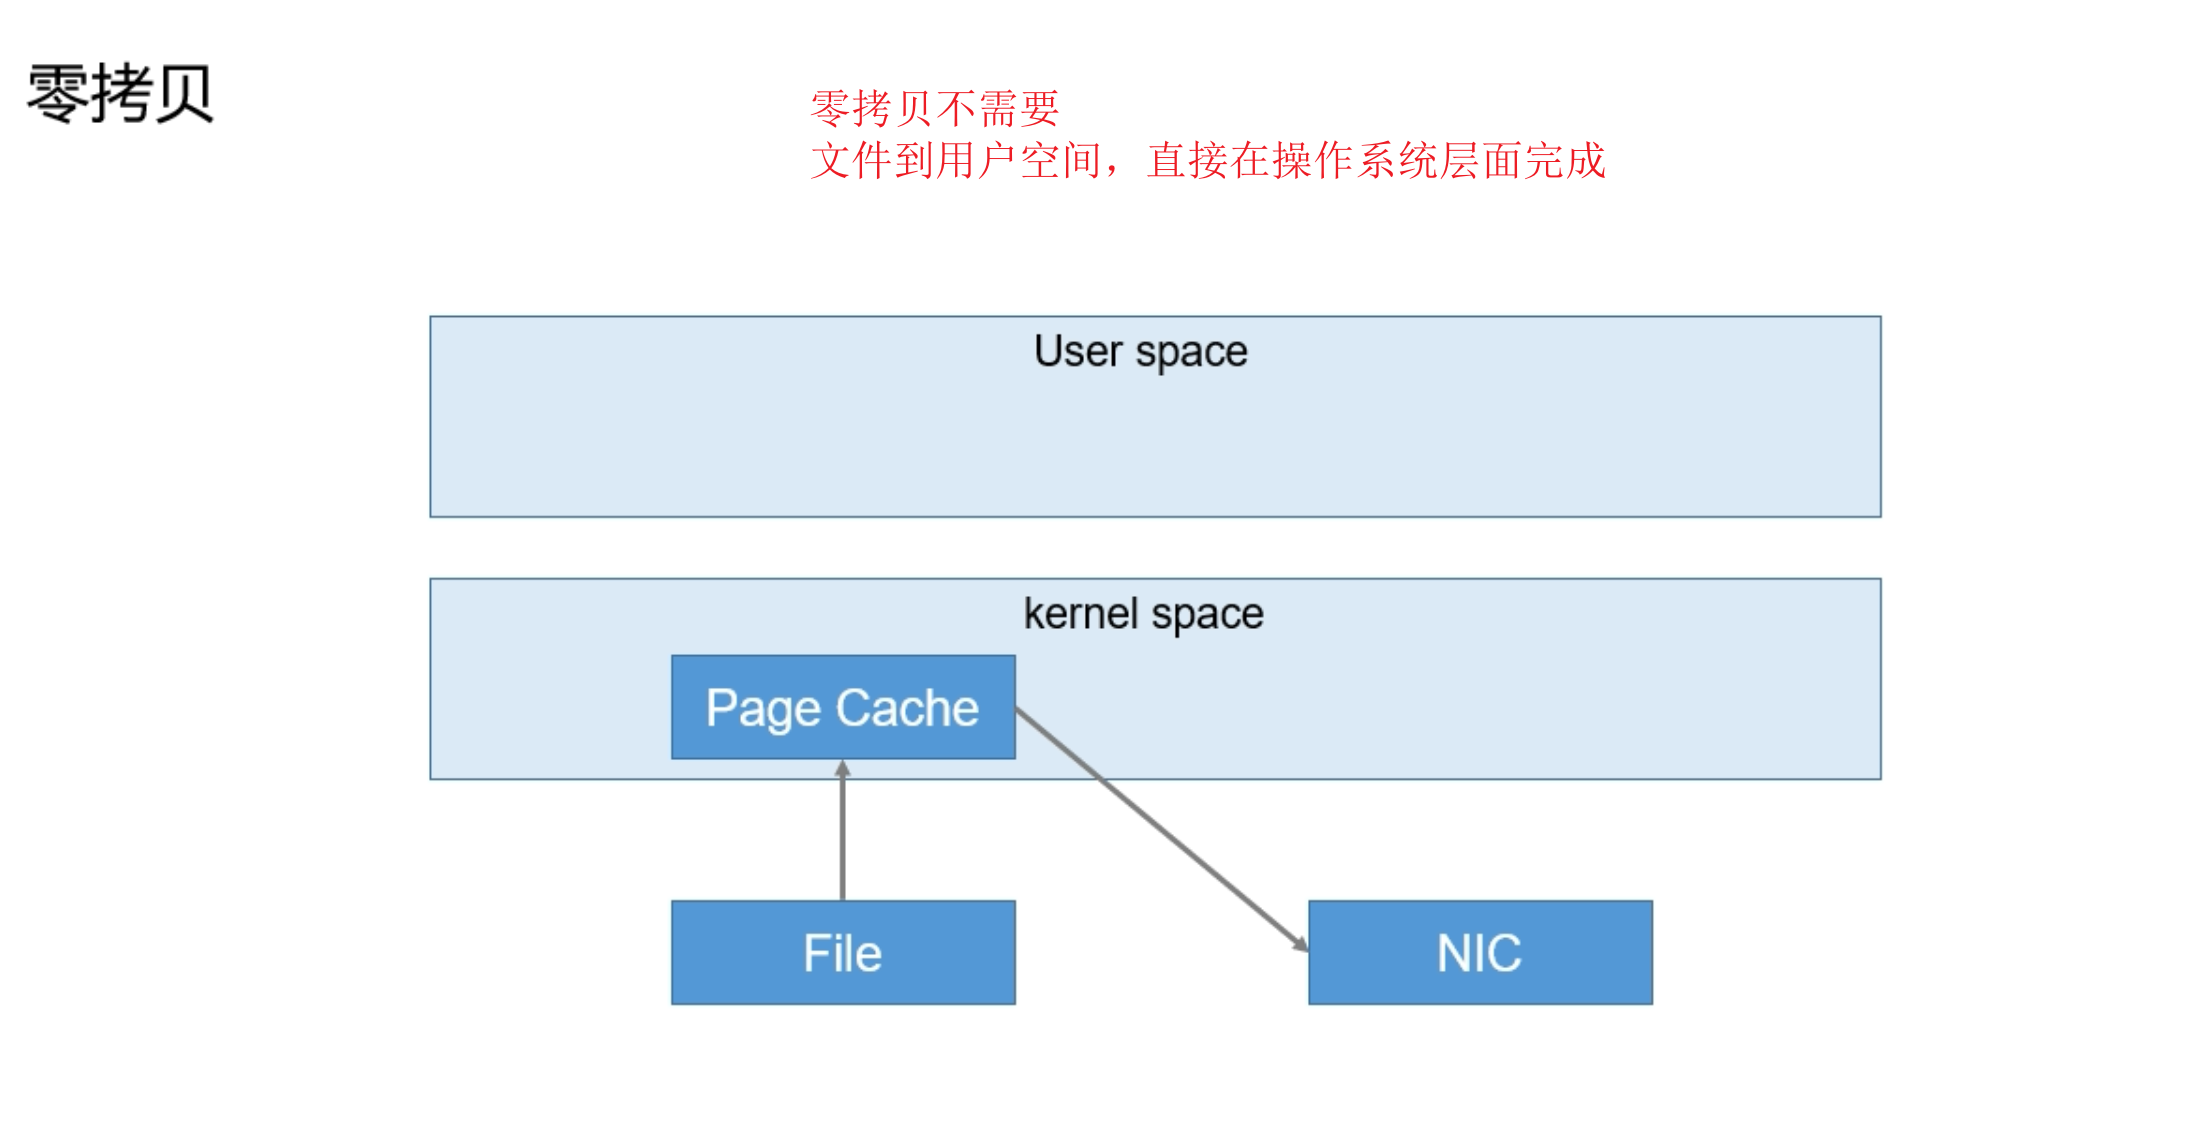 零拷贝
零拷贝不需要
文件到用户空间，直接在操作系统层面完成
User space
kernel space
Page Cache
File
NIC